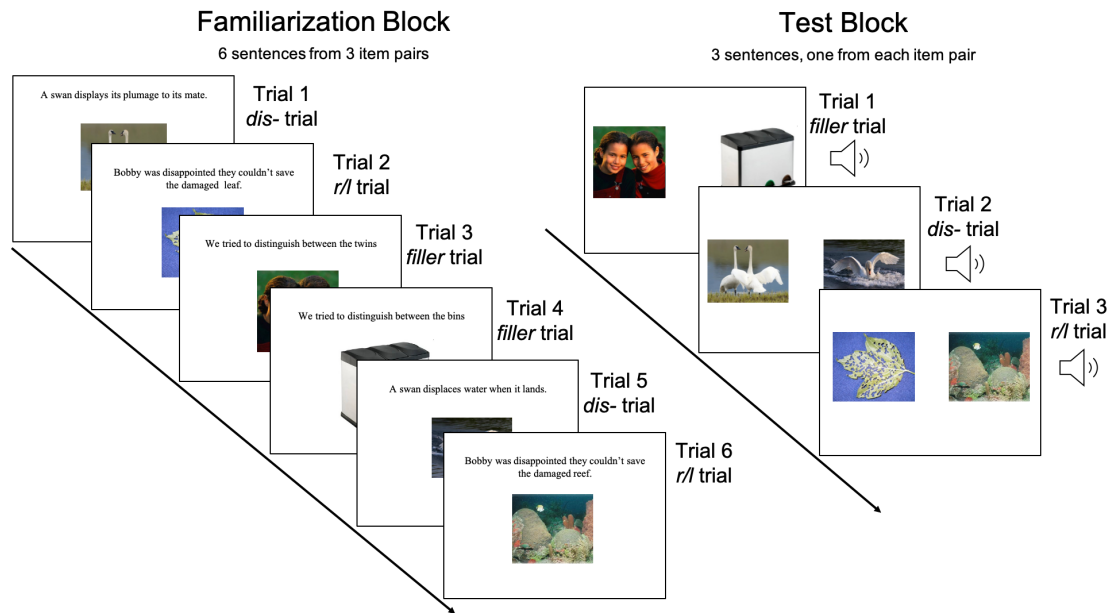 Familiarization Block
6 sentences from 3 item pairs
A swan displays its plumage to its mate.
Trial 1
dis- trial
Bobby was disappointed they couldn't save
the damaged leaf.
Trial 2
r/l trial
We tried to distinguish between the twins
Trial 3
filler trial
We tried to distinguish between the bins
Trial 4
filler trial
A swan displaces water when it lands.
Trial 5
dis- trial
Bobby was disappointed they couldn't save
the damaged reef.
Trial 6
r/l trial
Test Block
3 sentences, one from each item pair
Trial 1
filler trial
Trial 2
dis- trial
Trial 3
r/l trial